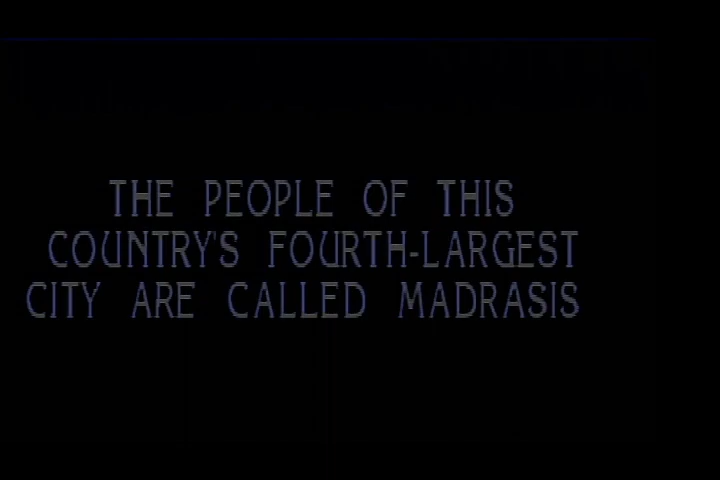 THE PEOPLE OF THIS
COUNTRY'S FOURTH-LARGEST
CITY ARE CALLED MADRASIS